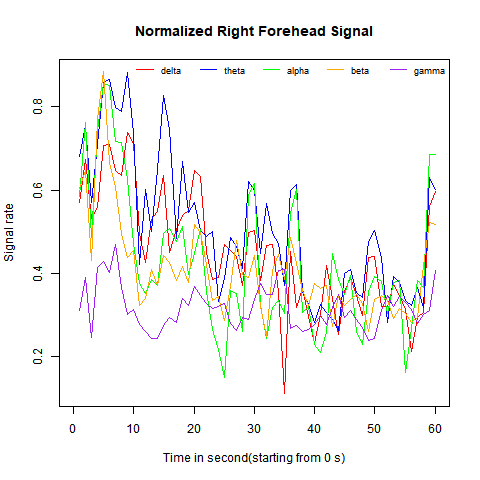 Normalized Right Forehead Signal
delta theta alpha beta gamma
Signal rate
0.8
0.6
0.4
0.2
0 10 20 30 40 50 60
Time in second(starting from 0 s)